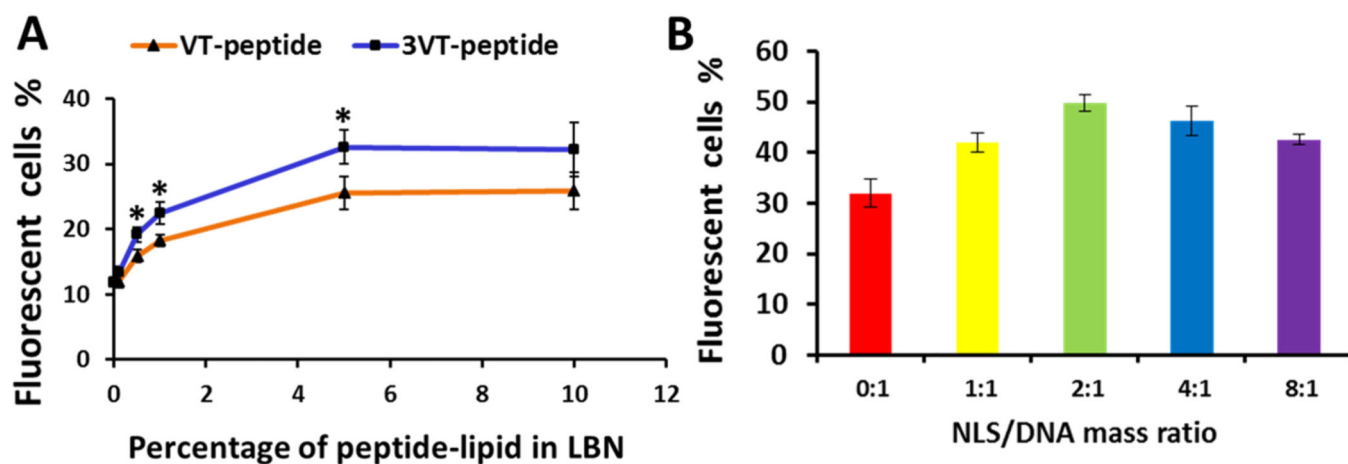 A
VT-peptide
3VT-peptide
Fluorescent cells %
40
30
20
10
0
*
*
*
0 2 4 6 8 10 12
Percentage of peptide-lipid in LBN
B
Fluorescent cells %
60
50
40
30
20
10
0
0:1 1:1 2:1 4:1 8:1
NLS/DNA mass ratio